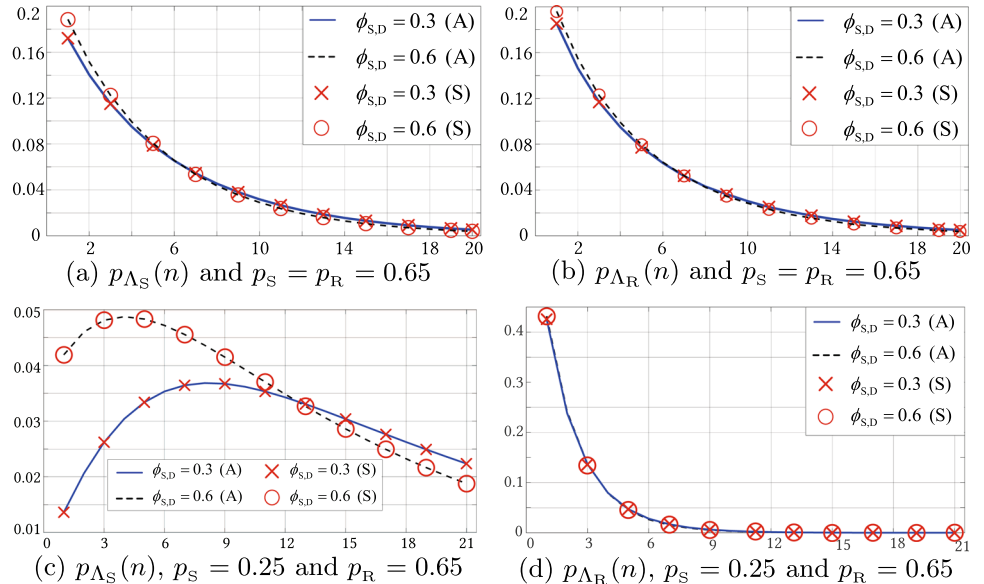 0.2
0.16
0.12
0.08
0.04
0
2 6 10 14 18 20
ϕS,D = 0.3 (A)
ϕS,D = 0.6 (A)
ϕS,D = 0.3 (S)
ϕS,D = 0.6 (S)
(a) pΛS(n) and pS = pR = 0.65
0.2
0.16
0.12
0.08
0.04
0
2 6 10 14 18 20
ϕS,D = 0.3 (A)
ϕS,D = 0.6 (A)
ϕS,D = 0.3 (S)
ϕS,D = 0.6 (S)
(b) pΛR(n) and pS = pR = 0.65
0.05
0.04
0.03
0.02
0.01
0 3 6 9 12 15 18 21
ϕS,D = 0.3 (A) ϕS,D = 0.3 (S)
ϕS,D = 0.6 (A) ϕS,D = 0.6 (S)
(c) pΛS(n), pS = 0.25 and pR = 0.65
0.4
0.3
0.2
0.1
0
0 3 6 9 12 15 18 21
ϕS,D = 0.3 (A)
ϕS,D = 0.6 (A)
ϕS,D = 0.3 (S)
ϕS,D = 0.6 (S)
(d) pΛR(n), pS = 0.25 and pR = 0.65